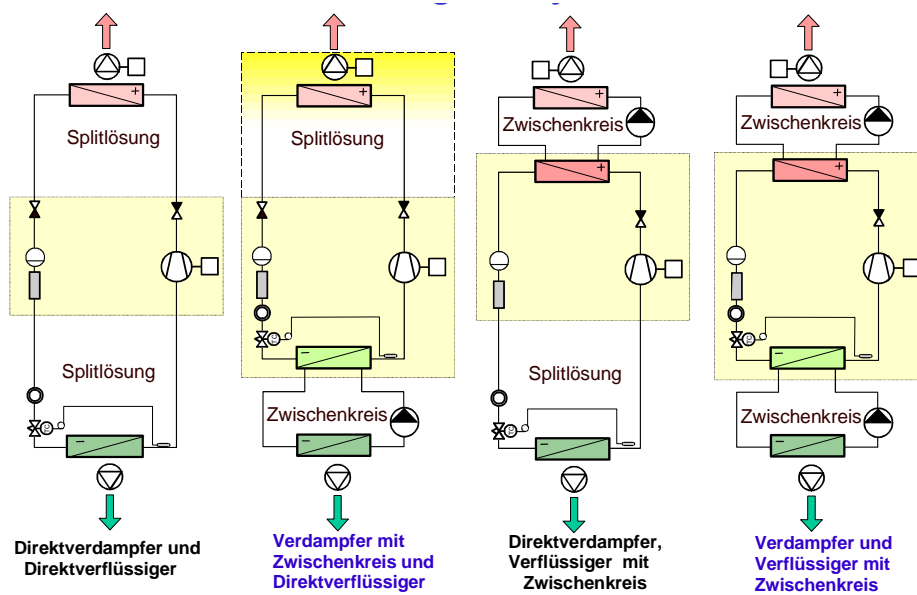 Splitlösung
Splitlösung
Zwischenkreis
Zwischenkreis
Splitlösung
Zwischenkreis
Splitlösung
Zwischenkreis
Direktverdampfer und
Direktverflüssiger
Verdampfer mit
Zwischenkreis und
Direktverflüssiger
Direktverdampfer,
Verflüssiger mit
Zwischenkreis
Verdampfer und
Verflüssiger mit
Zwischenkreis